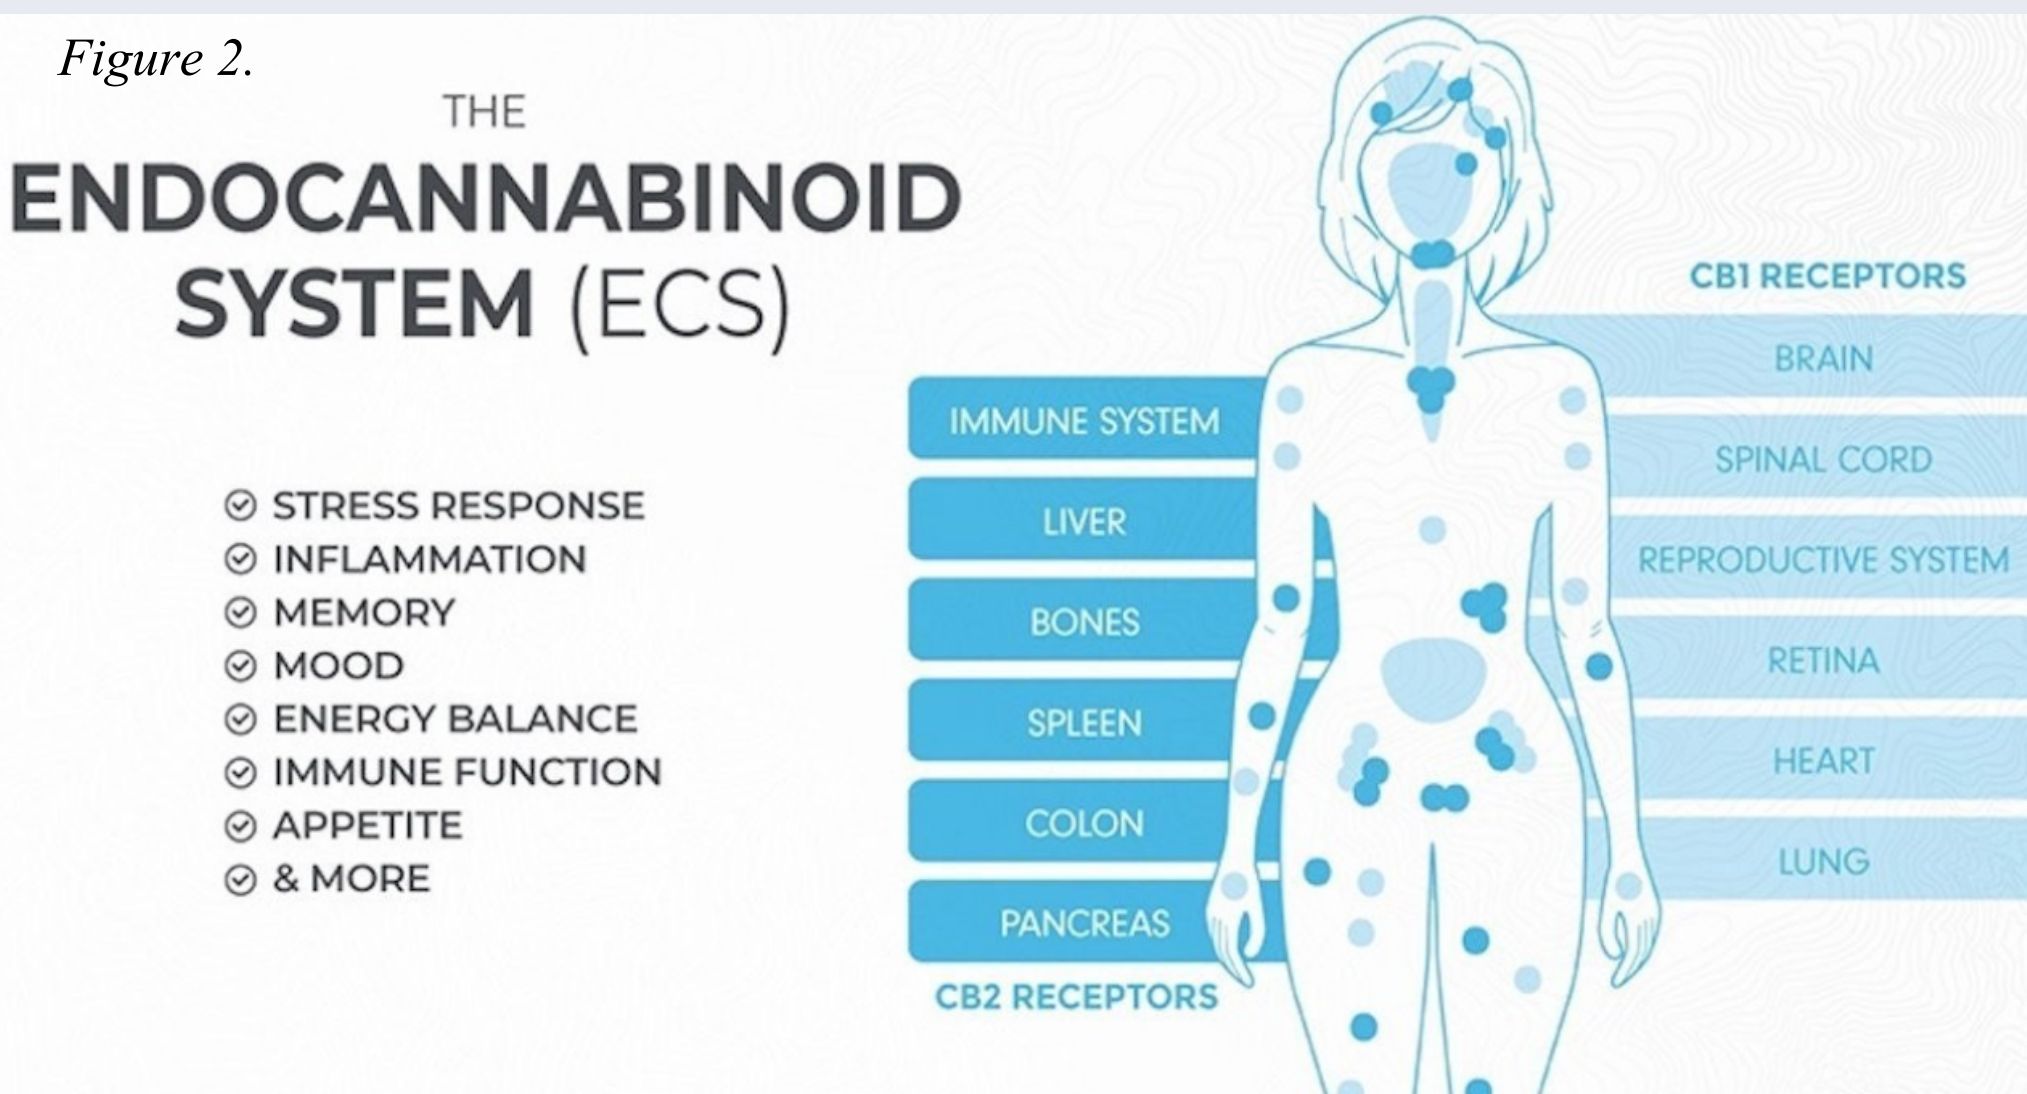 Figure 2.
THE
ENDOCANNABINOID
SYSTEM (ECS)
STRESS RESPONSE
INFLAMMATION
MEMORY
MOOD
ENERGY BALANCE
IMMUNE FUNCTION
APPETITE
& MORE
IMMUNE SYSTEM
LIVER
BONES
SPLEEN
COLON
PANCREAS
CB2 RECEPTORS
CB1 RECEPTORS
BRAIN
SPINAL CORD
REPRODUCTIVE SYSTEM
RETINA
HEART
LUNG